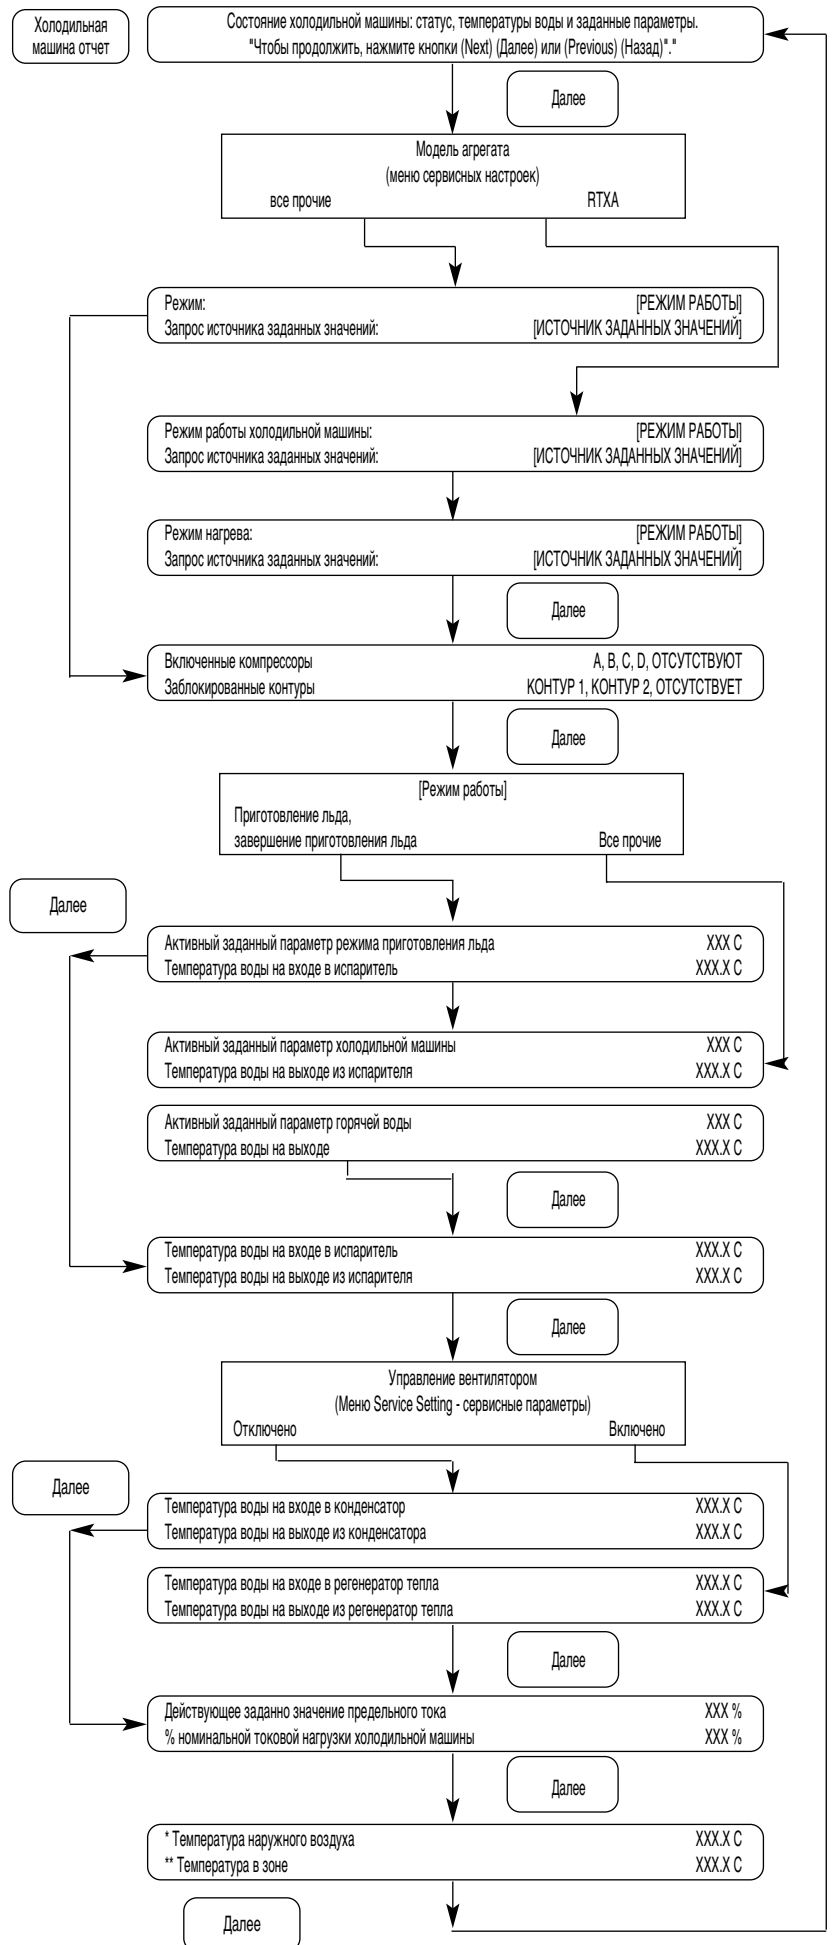 Холодильная
машина отчет
Состояние холодильной машины: статус, температуры воды и заданные параметры.
"Чтобы продолжить, нажмите кнопки (Next) (Далее) или (Previous) (Назад)"."
Далее
Модель агрегата
(меню сервисных настроек)
все прочие RTXA
Режим: [РЕЖИМ РАБОТЫ]
Запрос источника заданных значений: [ИСТОЧНИК ЗАДАННЫХ ЗНАЧЕНИЙ]
Режим работы холодильной машины: [РЕЖИМ РАБОТЫ]
Запрос источника заданных значений: [ИСТОЧНИК ЗАДАННЫХ ЗНАЧЕНИЙ]
Режим нагрева: [РЕЖИМ РАБОТЫ]
Запрос источника заданных значений: [ИСТОЧНИК ЗАДАННЫХ ЗНАЧЕНИЙ]
Далее
Включенные компрессоры A, B, C, D, ОТСУТСТВУЮТ
Заблокированные контуры КОНТУР 1, КОНТУР 2, ОТСУТСТВУЕТ
Далее
[Режим работы]
Приготовление льда,
завершение приготовления льда Все прочие
Далее
Активный заданный параметр режима приготовления льда XXX C
Температура воды на входе в испаритель XXX.X C
Активный заданный параметр холодильной машины XXX C
Температура воды на выходе из испарителя XXX.X C
Активный заданный параметр горячей воды XXX C
Температура воды на выходе XXX.X C
Далее
Температура воды на входе в испаритель XXX.X C
Температура воды на выходе из испарителя XXX.X C
Далее
Управление вентилятором
(Меню Service Setting - сервисные параметры)
Отключено Включено
Далее
Температура воды на входе в конденсатор XXX.X C
Температура воды на выходе из конденсатора XXX.X C
Температура воды на входе в регенератор тепла XXX.X C
Температура воды на выходе из регенератор тепла XXX.X C
Далее
Действующее заданно значение предельного тока XXX %
% номинальной токовой нагрузки холодильной машины XXX %
Далее
* Температура наружного воздуха XXX.X C
** Температура в зоне XXX.X C
Далее